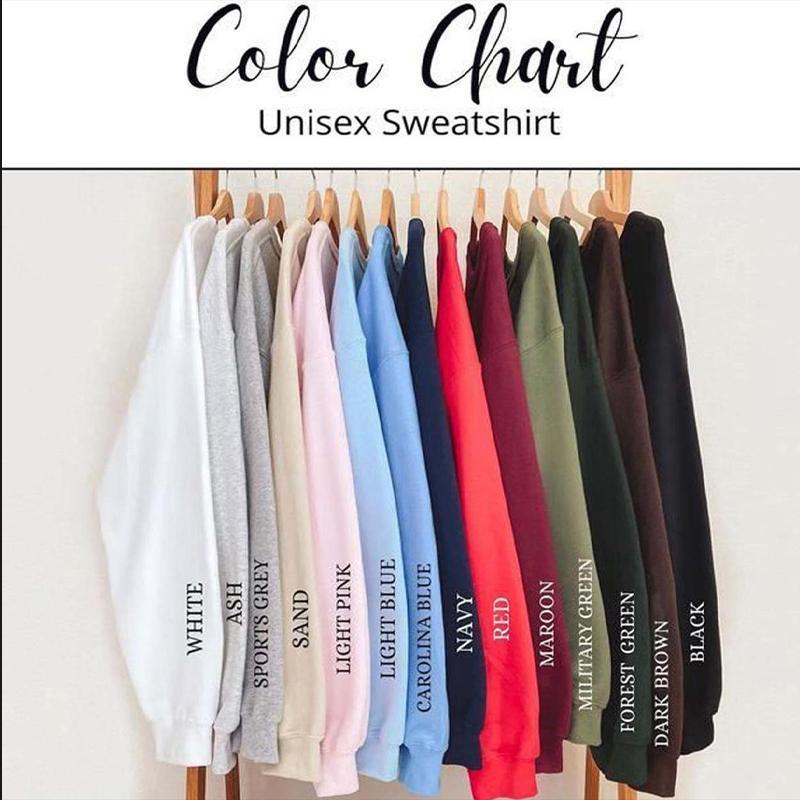 Color Chart
Unisex Sweatshirt
WHITE
ASH
SPORTS GREY
SAND
LIGHT PINK
LIGHT BLUE
CAROLINA BLUE
NAVY
RED
MAROON
MILITARY GREEN
FOREST GREEN
DARK BROWN
BLACK